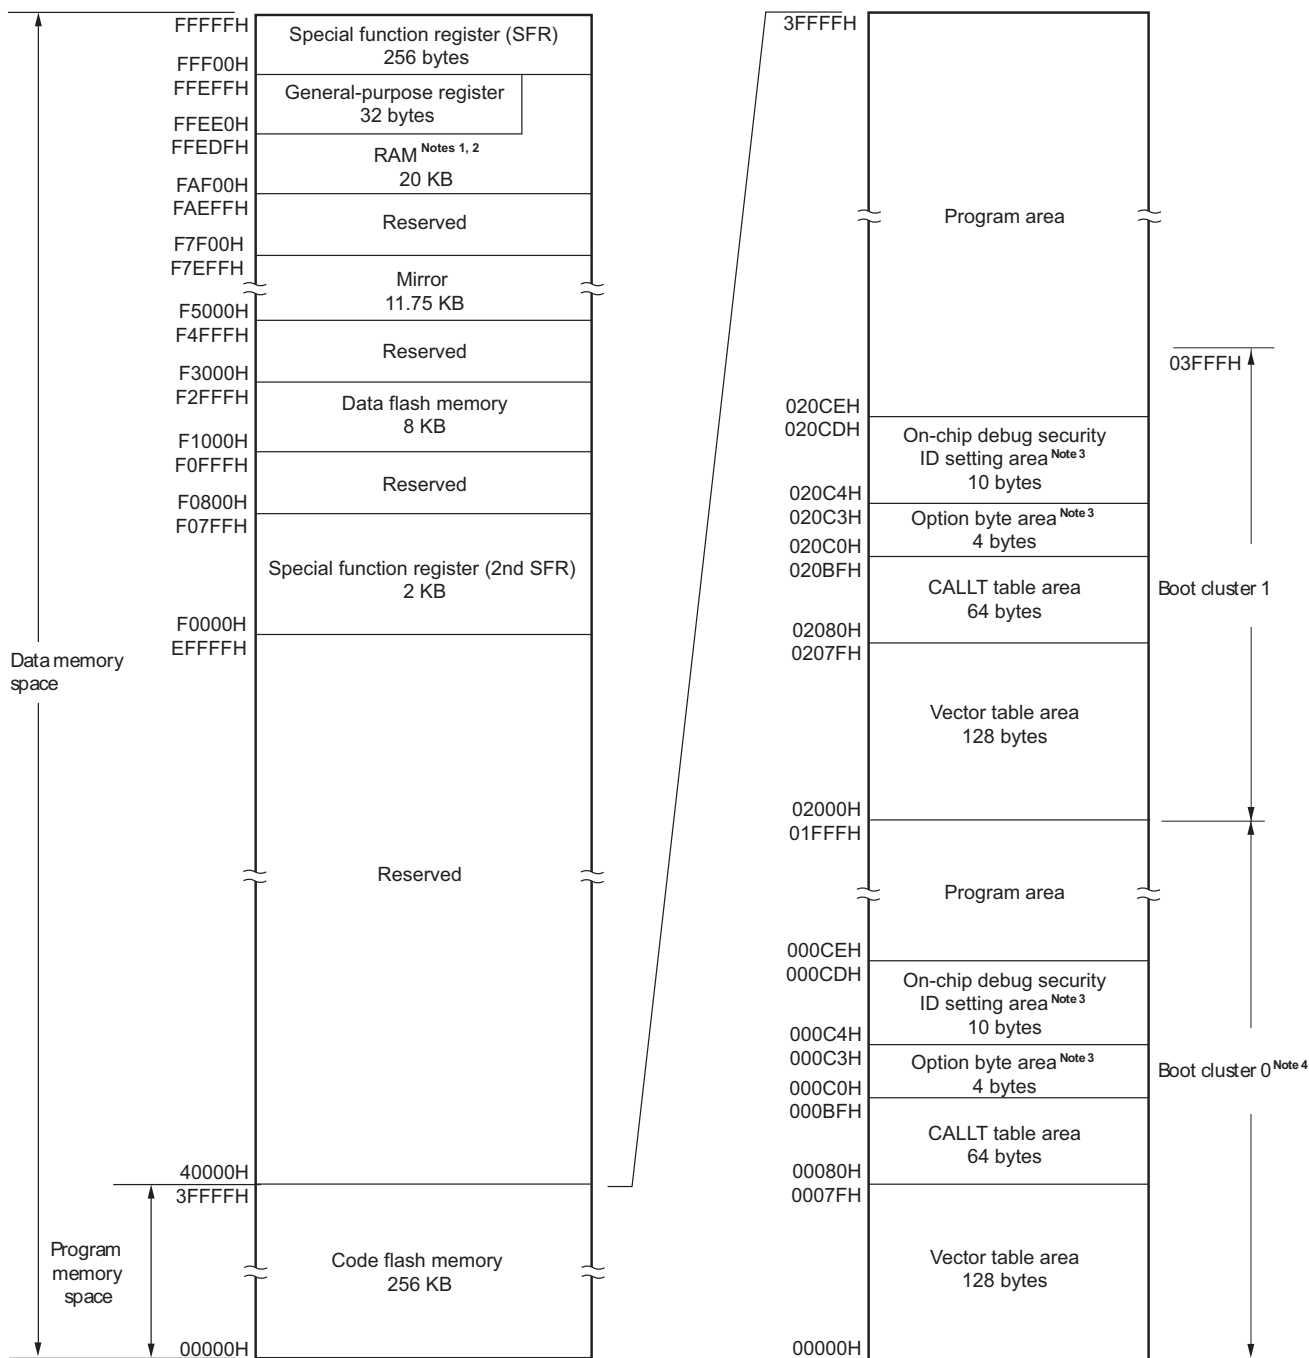 FFFFFH
Special function register (SFR)
256 bytes
FFF00H
FFEFFH
General-purpose register
32 bytes
FFEE0H
FFEDFH
RAM Notes 1, 2
20 KB
FAF00H
FAEFFH
Reserved
F7F00H
F7EFFH
Mirror
11.75 KB
F5000H
F4FFFH
Reserved
F3000H
F2FFFH
Data flash memory
8 KB
F1000H
F0FFFH
Reserved
F0800H
F07FFH
Special function register (2nd SFR)
2 KB
F0000H
EFFFFH
Data memory
space
Reserved
40000H
3FFFFH
Program
memory
space
Code flash memory
256 KB
00000H
3FFFFH
Program area
03FFFH
020CEH
020CDH
On-chip debug security
ID setting area Note 3
10 bytes
020C4H
020C3H
Option byte area Note 3
4 bytes
020C0H
020BFH
CALLT table area
64 bytes
Boot cluster 1
02080H
0207FH
Vector table area
128 bytes
02000H
01FFFH
Program area
000CEH
000CDH
On-chip debug security
ID setting area Note 3
10 bytes
000C4H
000C3H
Option byte area Note 3
4 bytes
Boot cluster 0 Note 4
000C0H
000BFH
CALLT table area
64 bytes
00080H
0007FH
Vector table area
128 bytes
00000H